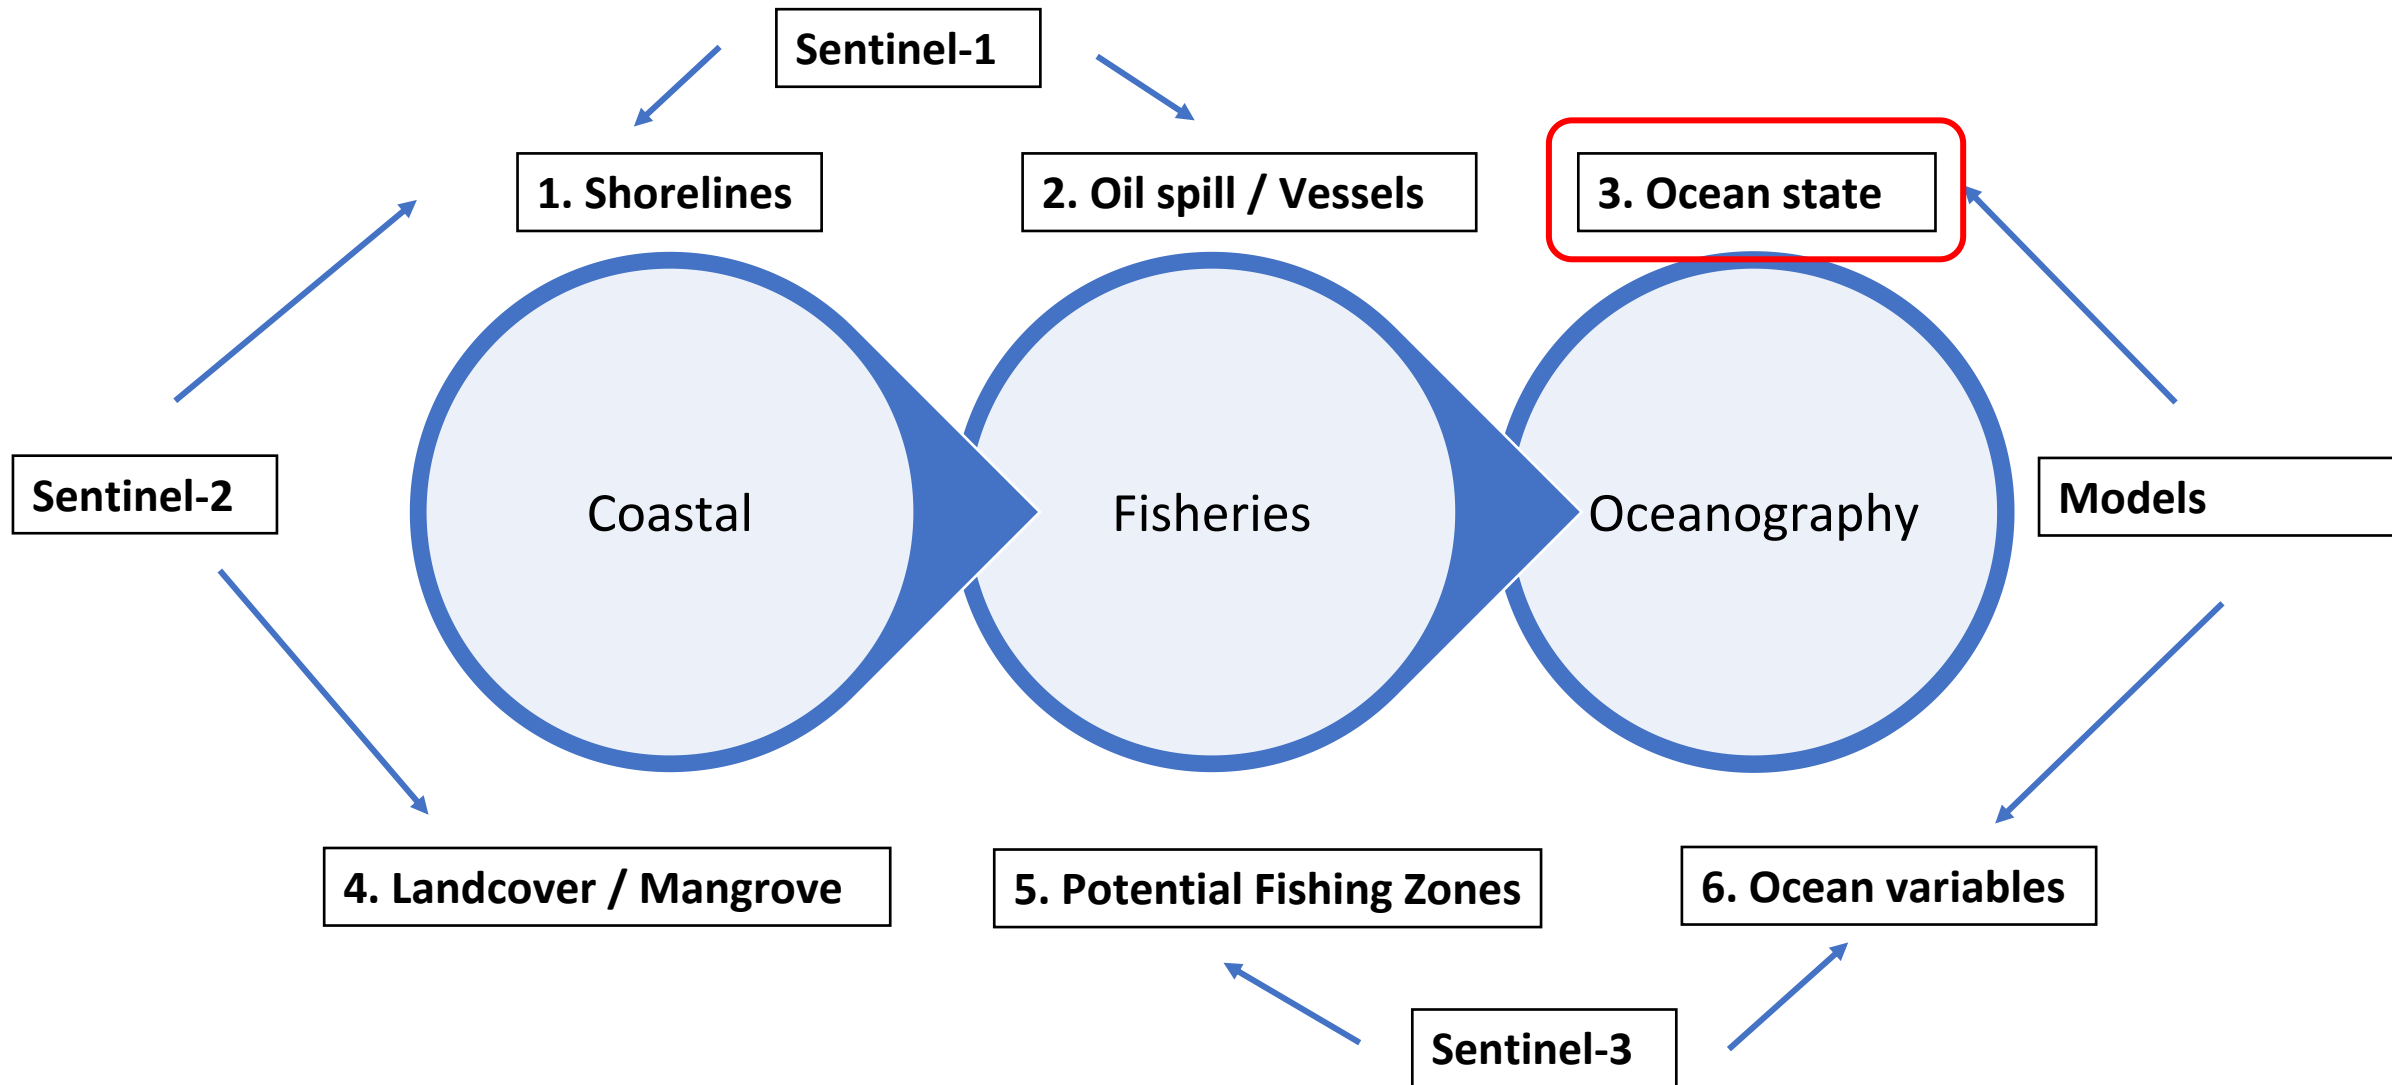 Sentinel-1
1. Shorelines
2. Oil spill / Vessels
3. Ocean state
Sentinel-2
Coastal
Fisheries
Oceanography
Models
4. Landcover / Mangrove
5. Potential Fishing Zones
6. Ocean variables
Sentinel-3